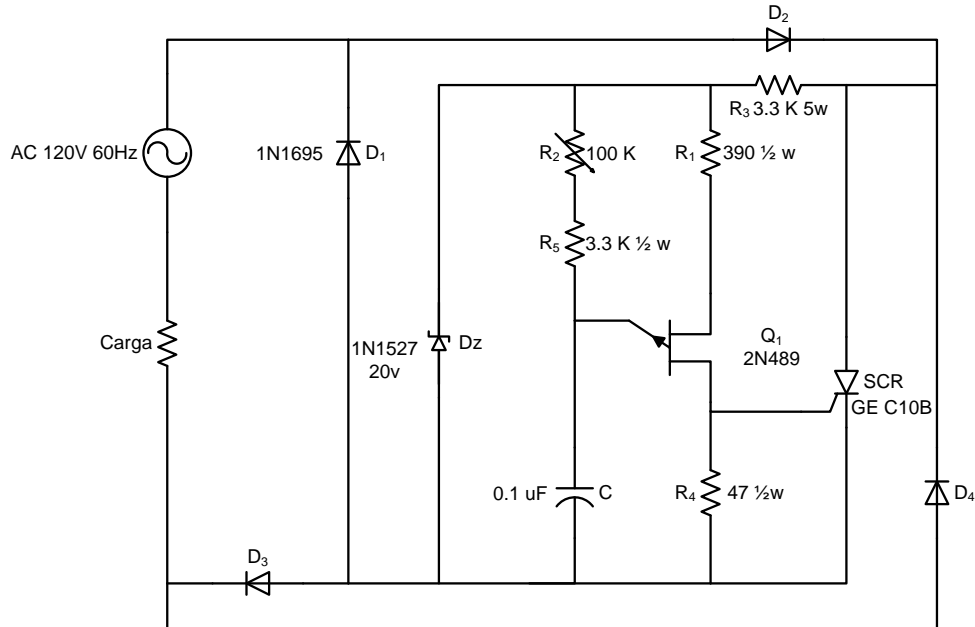 D2
R3 3.3 K 5w
AC 120V 60Hz
1N1695
D1
R2
100 K
R1
390 ½ w
R5
3.3 K ½ w
Carga
1N1527
20v
Dz
Q1
2N489
SCR
GE C10B
0.1 uF
C
R4
47 ½w
D4
D3